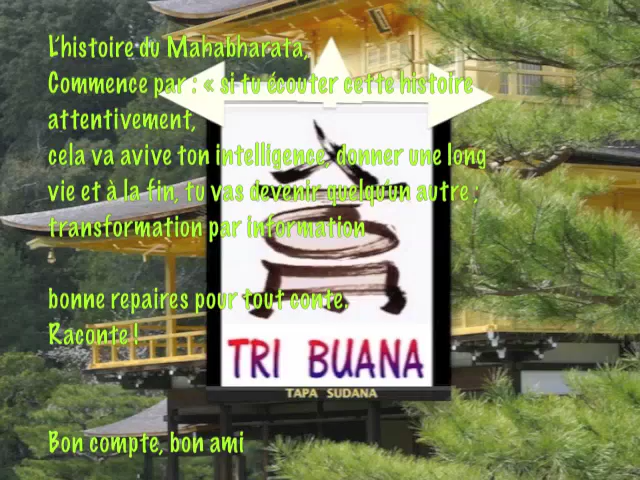 L'histoire du Mahabharata,
Commence par : « si tu écouter cette histoire
attentivement,
cela va avive ton intelligence, donner une long
vie et à la fin, tu vas devenir quelqu'un autre ;
transformation par information
bonne repaires pour tout conte.
Raconte !
TRI BUANA
TAPA SUDANA
Bon compte, bon ami